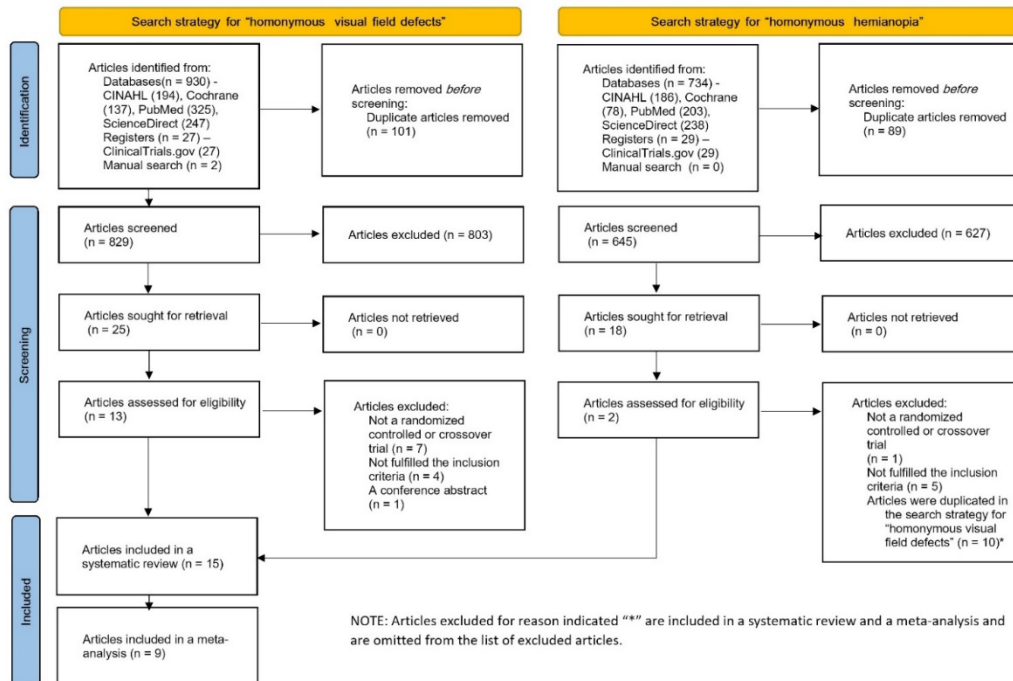 Search strategy for "homonymous visual field defects"
Search strategy for "homonymous hemianopia"
Identification
Articles identified from:
Databases(n = 930) -
CINAHL (194), Cochrane
(137), PubMed (325),
ScienceDirect (247)
Registers (n = 27) –
ClinicalTrials.gov (27)
Manual search (n = 2)
Articles removed before
screening:
Duplicate articles removed
(n = 101)
Articles identified from:
Databases (n = 734) -
CINAHL (186), Cochrane
(78), PubMed (203),
ScienceDirect (238)
Registers (n = 29) –
ClinicalTrials.gov (29)
Manual search (n = 0)
Articles removed before
screening:
Duplicate articles removed
(n = 89)
Screening
Articles screened
(n = 829)
Articles excluded (n = 803)
Articles screened
(n = 645)
Articles excluded (n = 627)
Articles sought for retrieval
(n = 25)
Articles not retrieved
(n = 0)
Articles sought for retrieval
(n = 18)
Articles not retrieved
(n = 0)
Articles assessed for eligibility
(n = 13)
Articles excluded:
Not a randomized
controlled or crossover
trial (n = 7)
Not fulfilled the inclusion
criteria (n = 4)
A conference abstract
(n = 1)
Articles assessed for eligibility
(n = 2)
Articles excluded:
Not a randomized
controlled or crossover
trial
(n = 1)
Not fulfilled the inclusion
criteria (n = 5)
Articles were duplicated in
the search strategy for
"homonymous visual
field defects" (n = 10)*
Included
Articles included in a
systematic review (n = 15)
Articles included in a meta-
analysis (n = 9)
NOTE: Articles excluded for reason indicated "*" are included in a systematic review and a meta-analysis and
are omitted from the list of excluded articles.